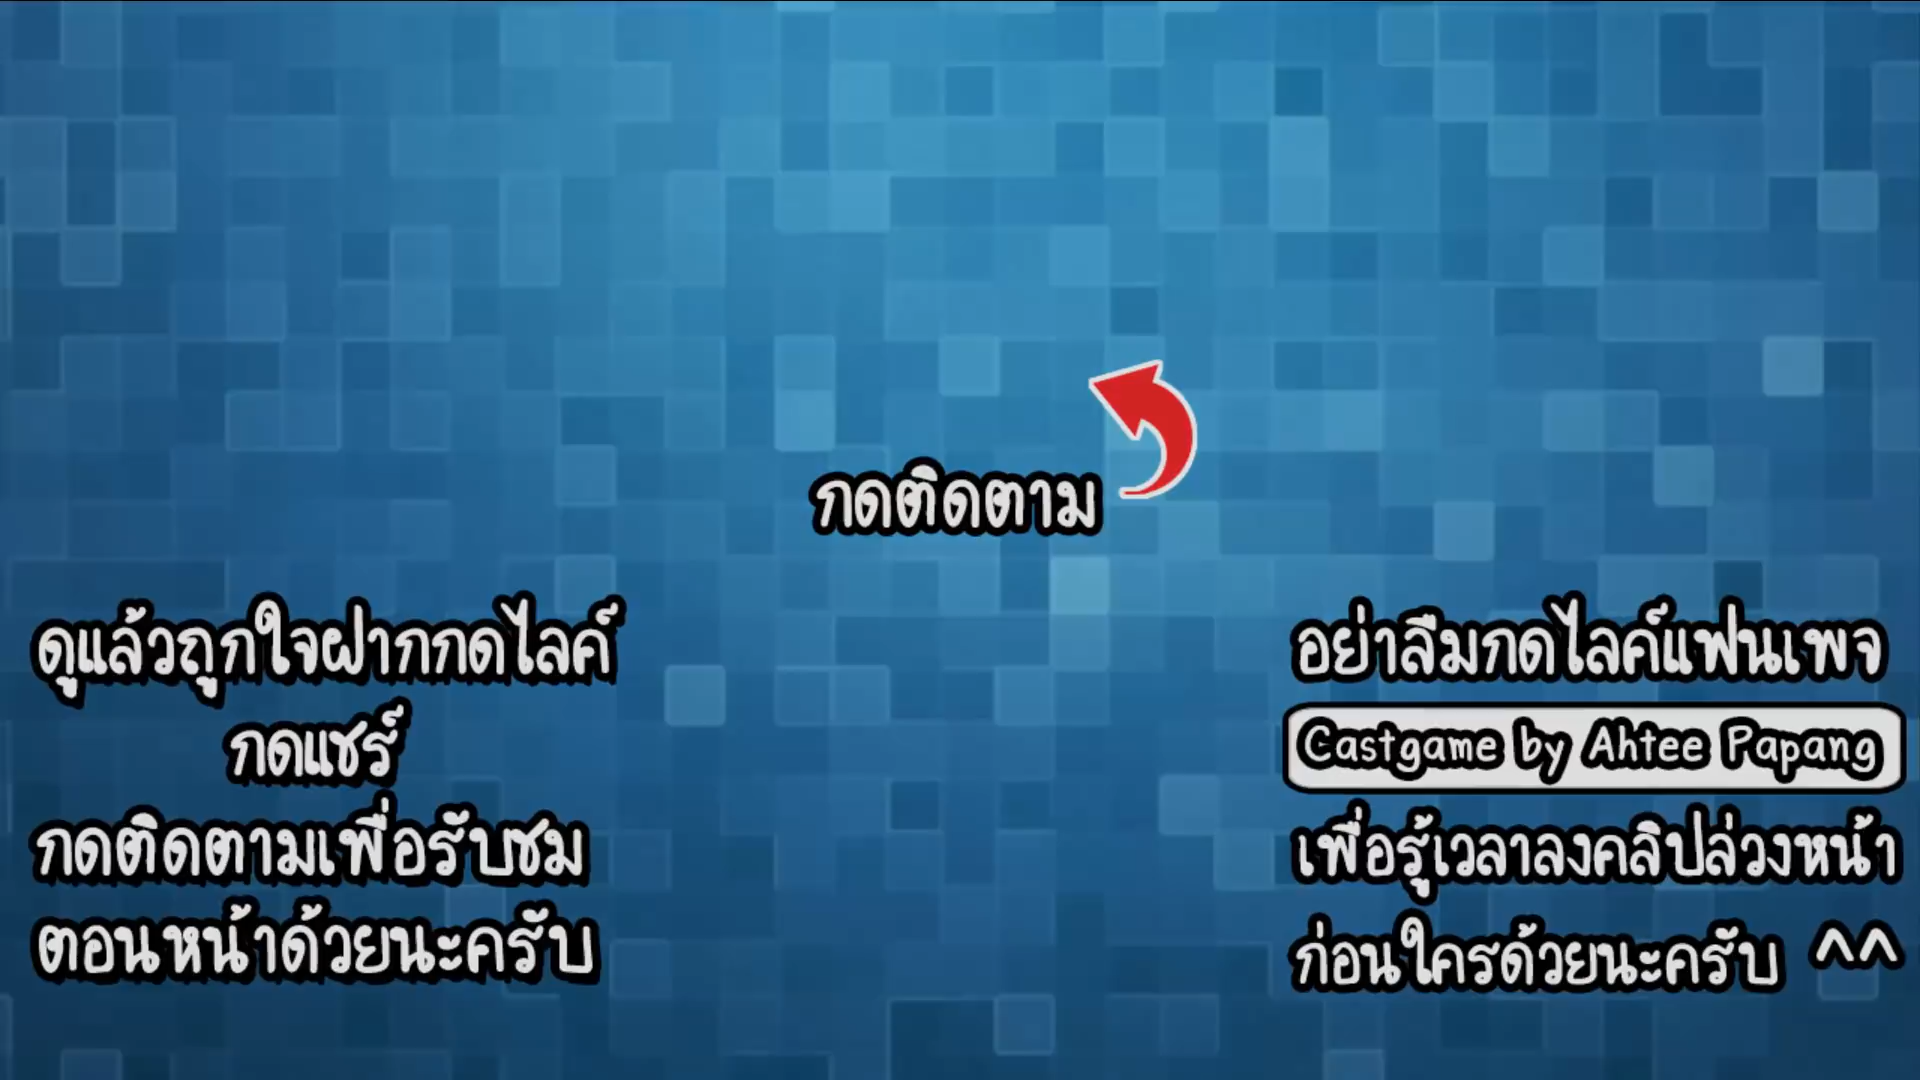 กดติดตาม
ดูแล้วถูกใจฝากกดไลค์
กดแชร์
กดติดตามเพื่อรับชม
ตอนหน้าด้วยนะครับ
อย่าลืมกดไลค์แฟนเพจ
Castgame by Ahtee Papang
เพื่อรู้เวลาลงคลิปล่วงหน้า
ก่อนใครด้วยนะครับ ^^